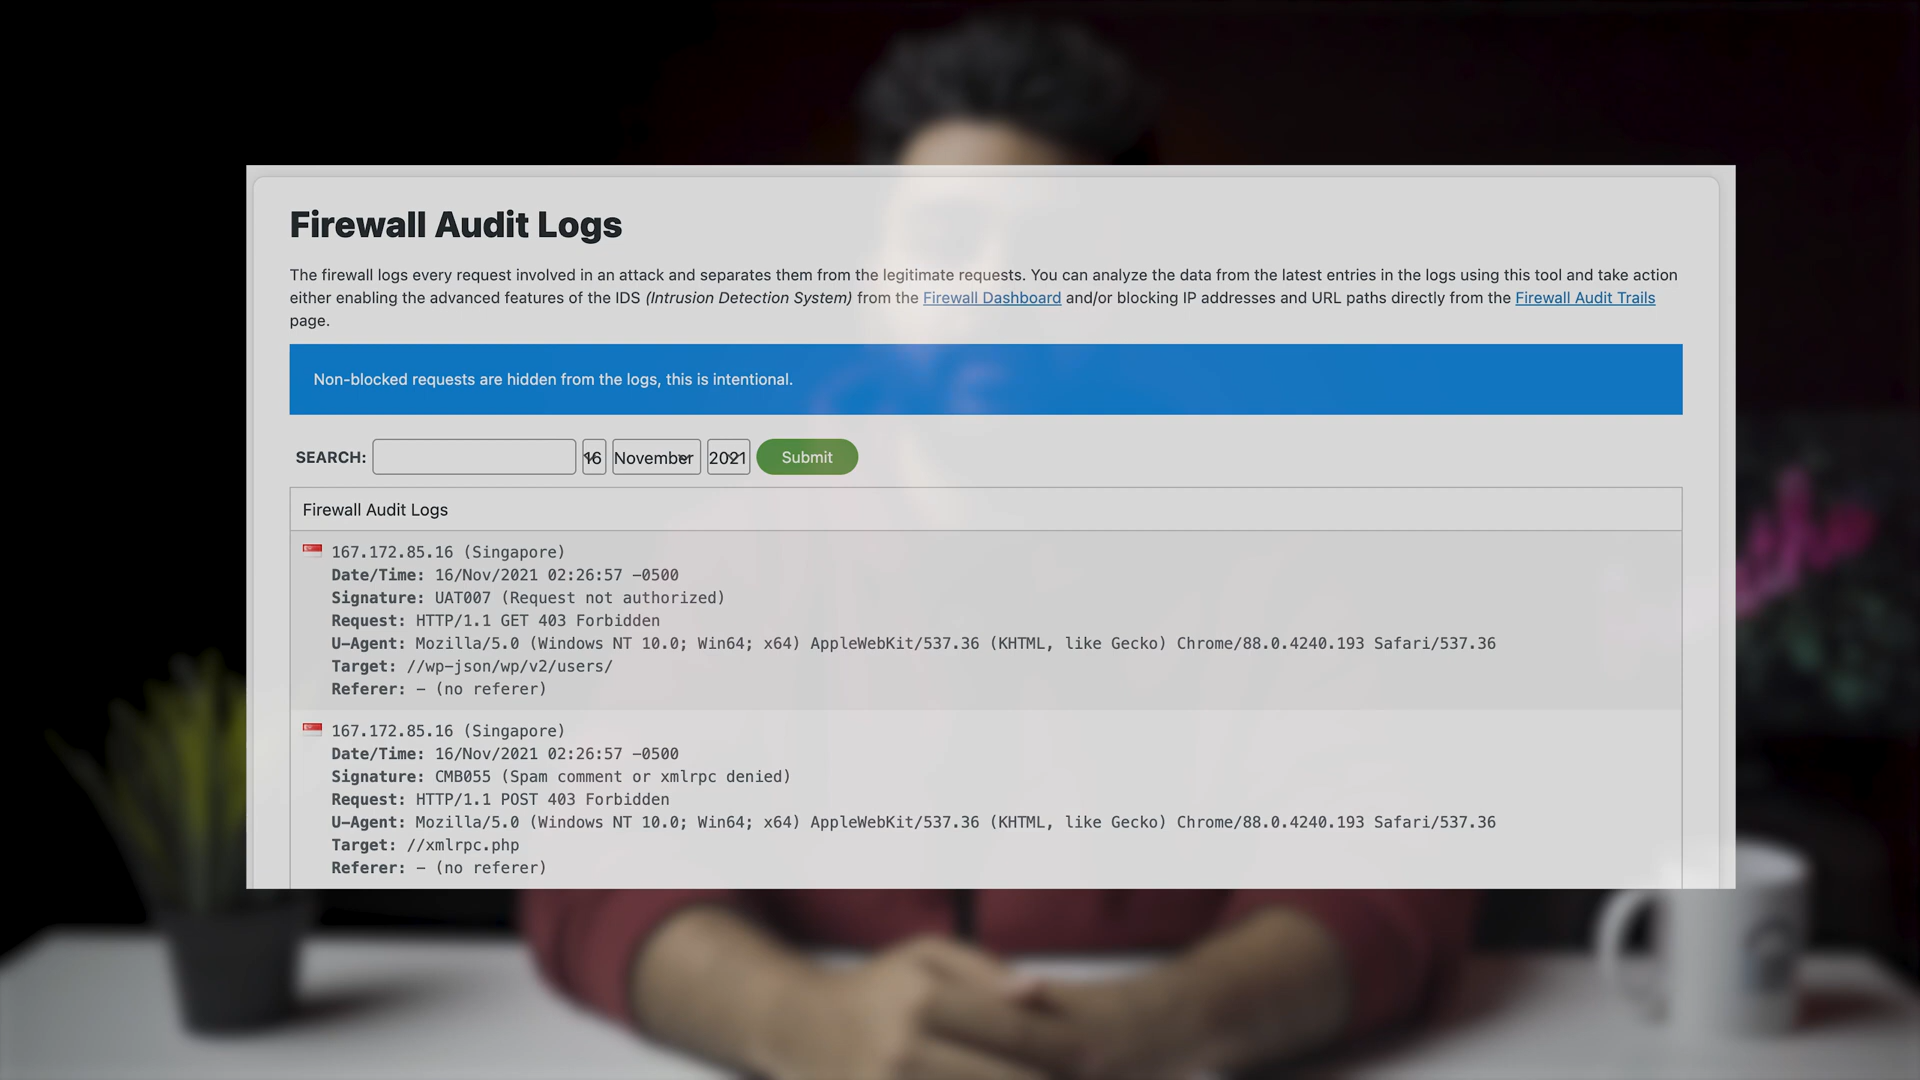 Firewall Audit Logs
The firewall logs every request involved in an attack and separates them from the legitimate requests. You can analyze the data from the latest entries in the logs using this tool and take action
either enabling the advanced features of the IDS (Intrusion Detection System) from the Firewall Dashboard and/or blocking IP addresses and URL paths directly from the Firewall Audit Trails
page.
Non-blocked requests are hidden from the logs, this is intentional.
SEARCH: 16 November 2021 Submit
Firewall Audit Logs
167.172.85.16 (Singapore)
Date/Time: 16/Nov/2021 02:26:57 -0500
Signature: UAT007 (Request not authorized)
Request: HTTP/1.1 GET 403 Forbidden
U-Agent: Mozilla/5.0 (Windows NT 10.0; Win64; x64) AppleWebKit/537.36 (KHTML, like Gecko) Chrome/88.0.4240.193 Safari/537.36
Target: //wp-json/wp/v2/users/
Referer: - (no referer)
167.172.85.16 (Singapore)
Date/Time: 16/Nov/2021 02:26:57 -0500
Signature: CMB055 (Spam comment or xmlrpc denied)
Request: HTTP/1.1 POST 403 Forbidden
U-Agent: Mozilla/5.0 (Windows NT 10.0; Win64; x64) AppleWebKit/537.36 (KHTML, like Gecko) Chrome/88.0.4240.193 Safari/537.36
Target: //xmlrpc.php
Referer: - (no referer)